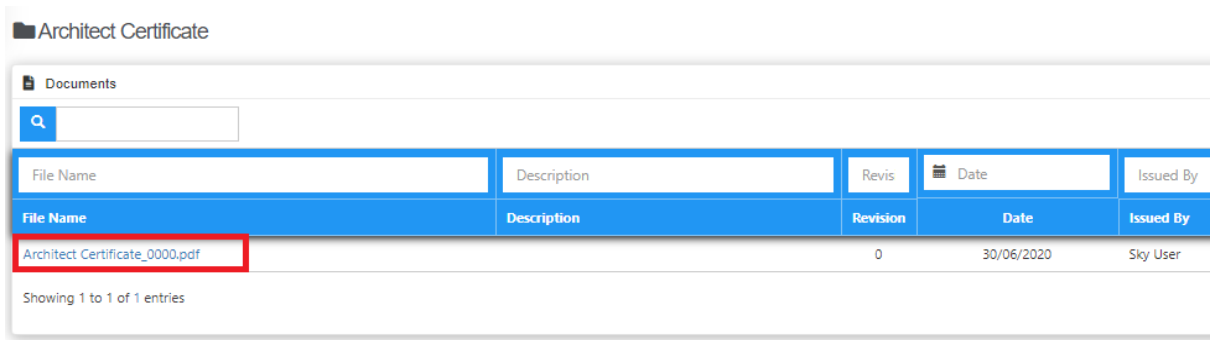 Architect Certificate
Documents
File Name Description Revis Date Issued By
File Name Description Revision Date Issued By
Architect Certificate_0000.pdf 0 30/06/2020 Sky User
Showing 1 to 1 of 1 entries